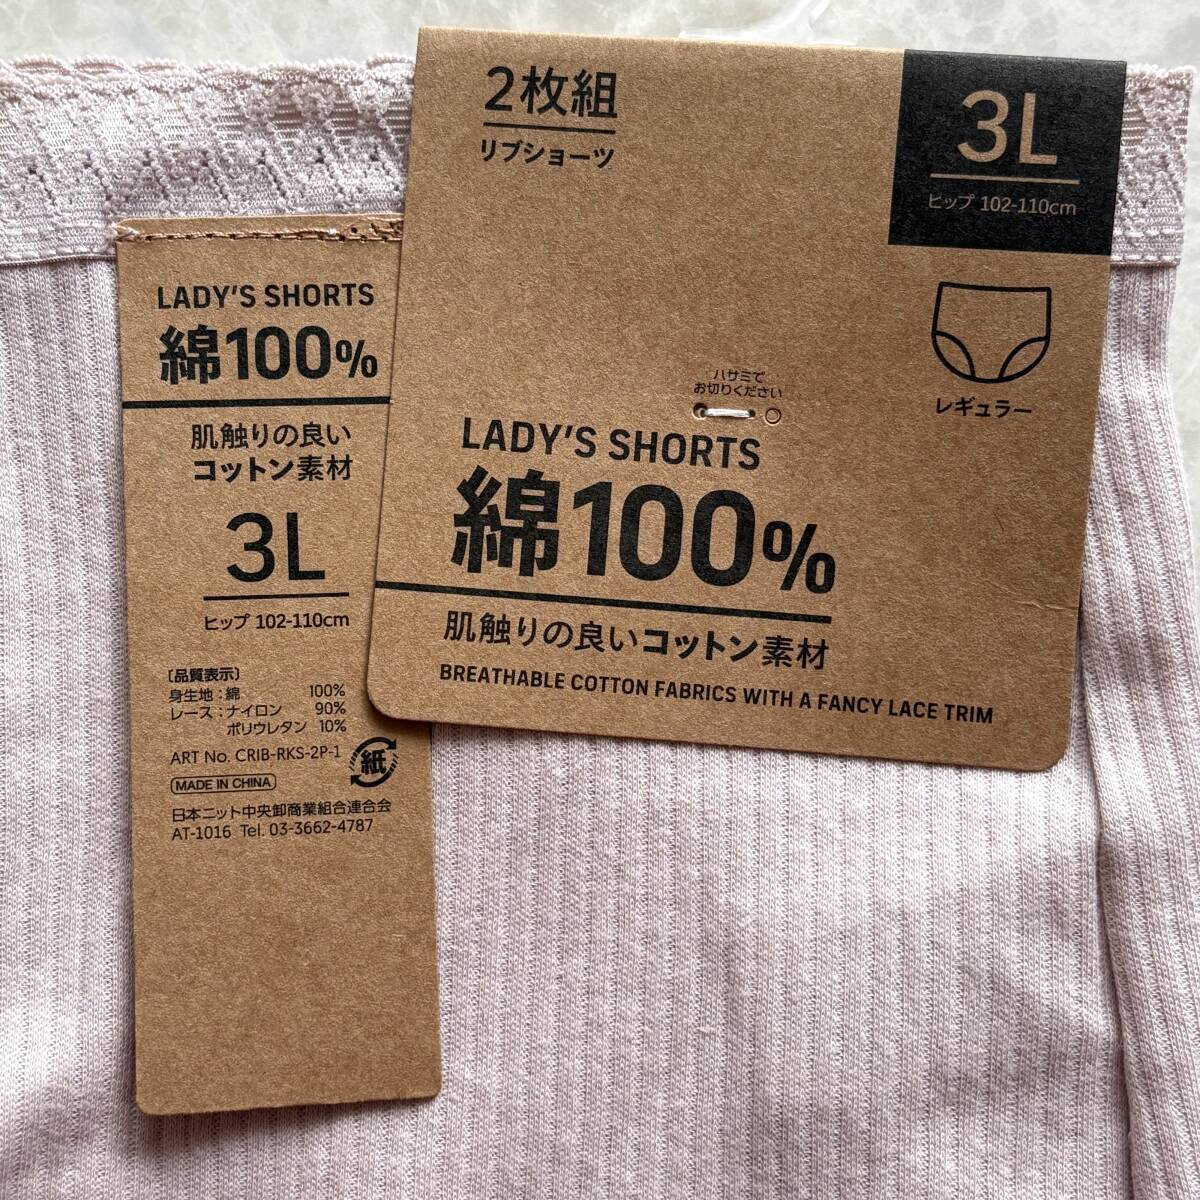 2枚組
リブショーツ
3L
ヒップ 102-110cm
レギュラー
ハサミで
お切りください
LADY'S SHORTS
綿100%
肌触りの良いコットン素材
BREATHABLE COTTON FABRICS WITH A FANCY LACE TRIM
LADY'S SHORTS
綿100%
肌触りの良い
コットン素材
3L
ヒップ 102-110cm
〔品質表示〕
身生地:綿 100%
レース:ナイロン 90%
ポリウレタン 10%
ART No. CRIB-RKS-2P-1
紙
MADE IN CHINA
日本ニット中央卸商業組合連合会
AT-1016 Tel. 03-3662-4787